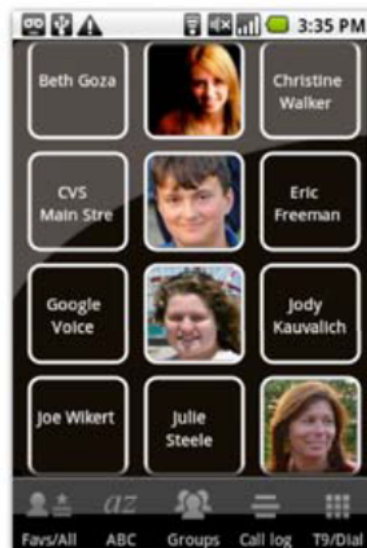 3:35 PM
Beth Goza
Christine
Walker
CVS
Main Stre
Eric
Freeman
Google
Voice
Jody
Kauvalich
Joe Wikert
Julie
Steele
az
Favs/All ABC Groups Call log T9/Dial